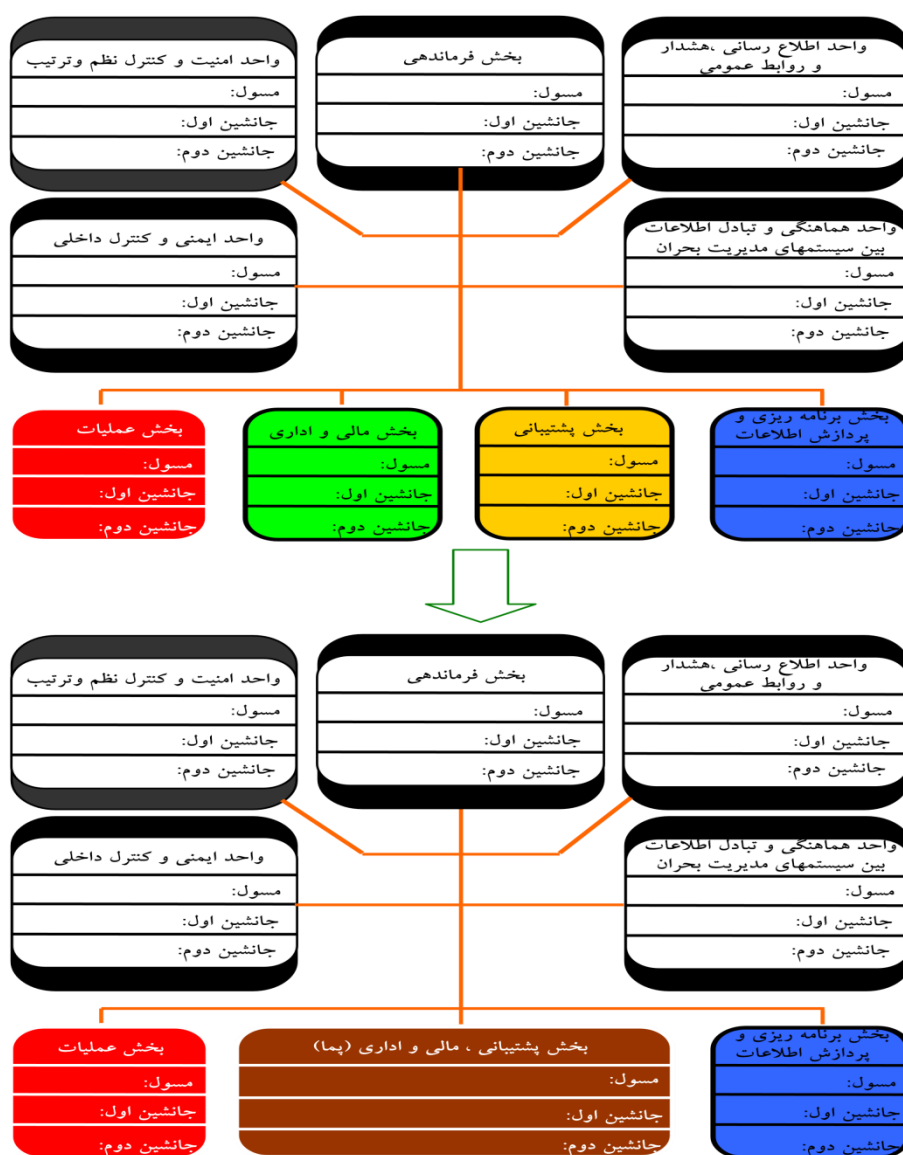 واحد اطلاع رسانی ،هشدار
و روابط عمومی
مسول:
جانشین اول:
جانشین دوم:
بخش فرماندهی
مسول:
جانشین اول:
جانشین دوم:
واحد امنیت و کنترل نظم وترتیب
مسول:
جانشین اول:
جانشین دوم:
واحد هماهنگی و تبادل اطلاعات
بین سیستمهای مدیریت بحران
مسول:
جانشین اول:
جانشین دوم:
واحد ایمنی و کنترل داخلی
مسول:
جانشین اول:
جانشین دوم:
بخش برنامه ریزی و
پردازش اطلاعات
مسول:
جانشین اول:
جانشین دوم:
بخش پشتیبانی
مسول:
جانشین اول:
جانشین دوم:
بخش مالی و اداری
مسول:
جانشین اول:
جانشین دوم:
بخش عملیات
مسول:
جانشین اول:
جانشین دوم:
واحد اطلاع رسانی ،هشدار
و روابط عمومی
مسول:
جانشین اول:
جانشین دوم:
بخش فرماندهی
مسول:
جانشین اول:
جانشین دوم:
واحد امنیت و کنترل نظم وترتیب
مسول:
جانشین اول:
جانشین دوم:
واحد هماهنگی و تبادل اطلاعات
بین سیستمهای مدیریت بحران
مسول:
جانشین اول:
جانشین دوم:
واحد ایمنی و کنترل داخلی
مسول:
جانشین اول:
جانشین دوم:
بخش برنامه ریزی و
پردازش اطلاعات
مسول:
جانشین اول:
جانشین دوم:
بخش پشتیبانی ، مالی و اداری (پما)
مسول:
جانشین اول:
جانشین دوم:
بخش عملیات
مسول:
جانشین اول:
جانشین دوم: